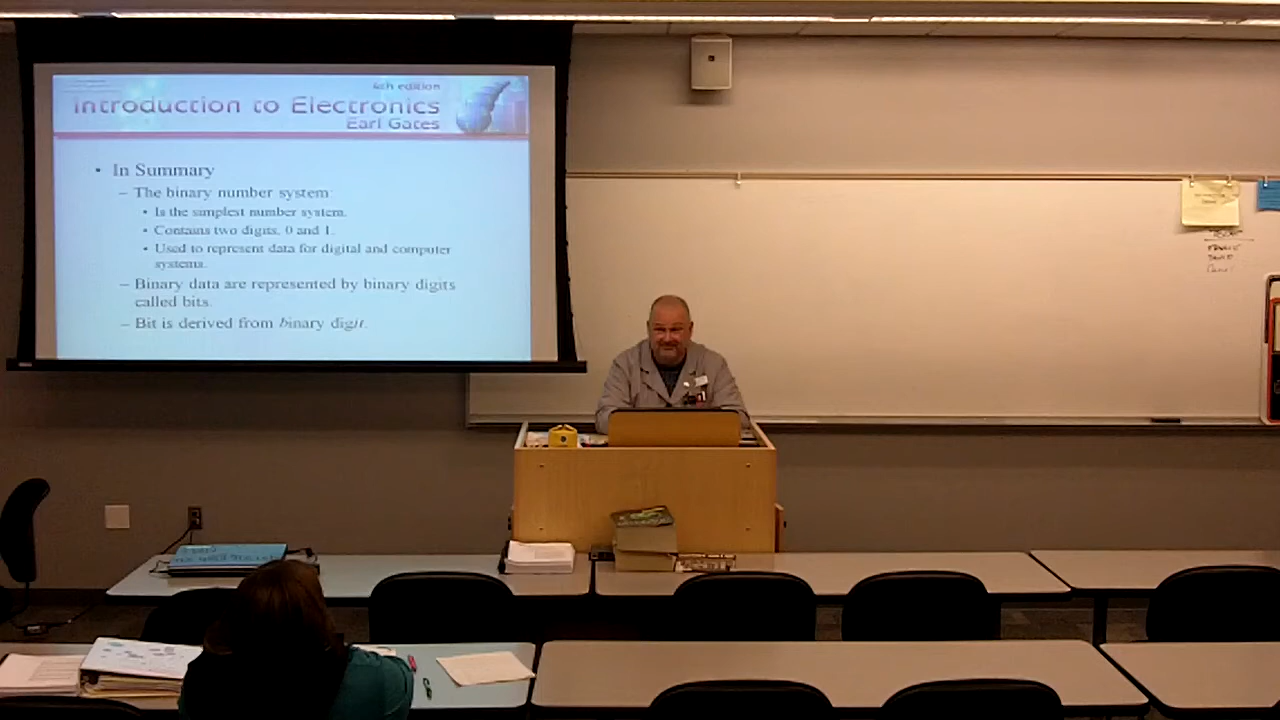 4th edition
Introduction to Electronics
Earl Gates
• In Summary
– The binary number system:
• Is the simplest number system.
• Contains two digits, 0 and 1.
• Used to represent data for digital and computer
systems.
– Binary data are represented by binary digits
called bits.
– Bit is derived from binary digit.